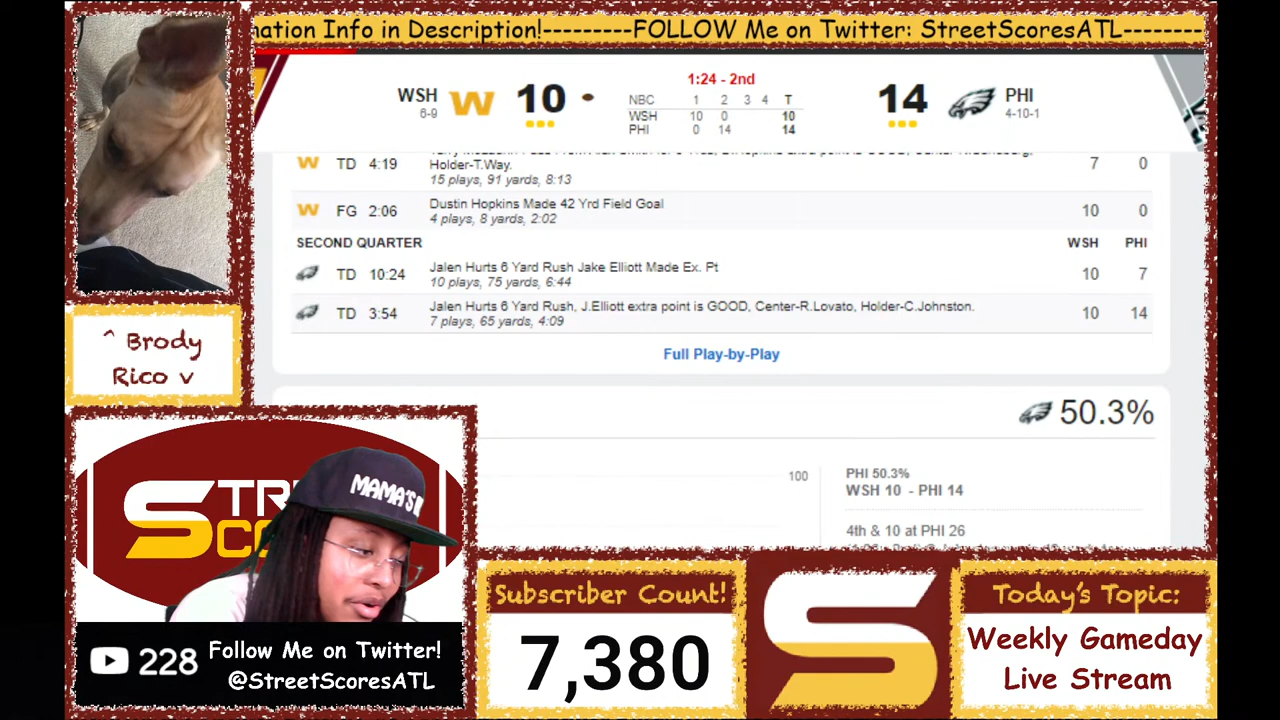 nation Info in Description!---------FOLLOW Me on Twitter: StreetScoresATL--------
1:24 - 2nd
WSH
6-9
W
10
NBC 1 2 3 4 T
WSH 10 0 10
PHI 0 14 14
14
PHI
4-10-1
W TD 4:19
Holder-T.Way.
15 plays, 91 yards, 8:13
7 0
W FG 2:06
Dustin Hopkins Made 42 Yrd Field Goal
4 plays, 8 yards, 2:02
10 0
SECOND QUARTER WSH PHI
TD 10:24
Jalen Hurts 6 Yard Rush Jake Elliott Made Ex. Pt
10 plays, 75 yards, 6:44
10 7
TD 3:54
Jalen Hurts 6 Yard Rush, J.Elliott extra point is GOOD, Center-R.Lovato, Holder-C.Johnston.
7 plays, 65 yards, 4:09
10 14
Full Play-by-Play
50.3%
100
PHI 50.3%
WSH 10 - PHI 14
4th & 10 at PHI 26
^ Brody
Rico v
MAMA'S
228
Follow Me on Twitter!
@StreetScoresATL
Subscriber Count!
7,380
S
Today's Topic:
Weekly Gameday
Live Stream